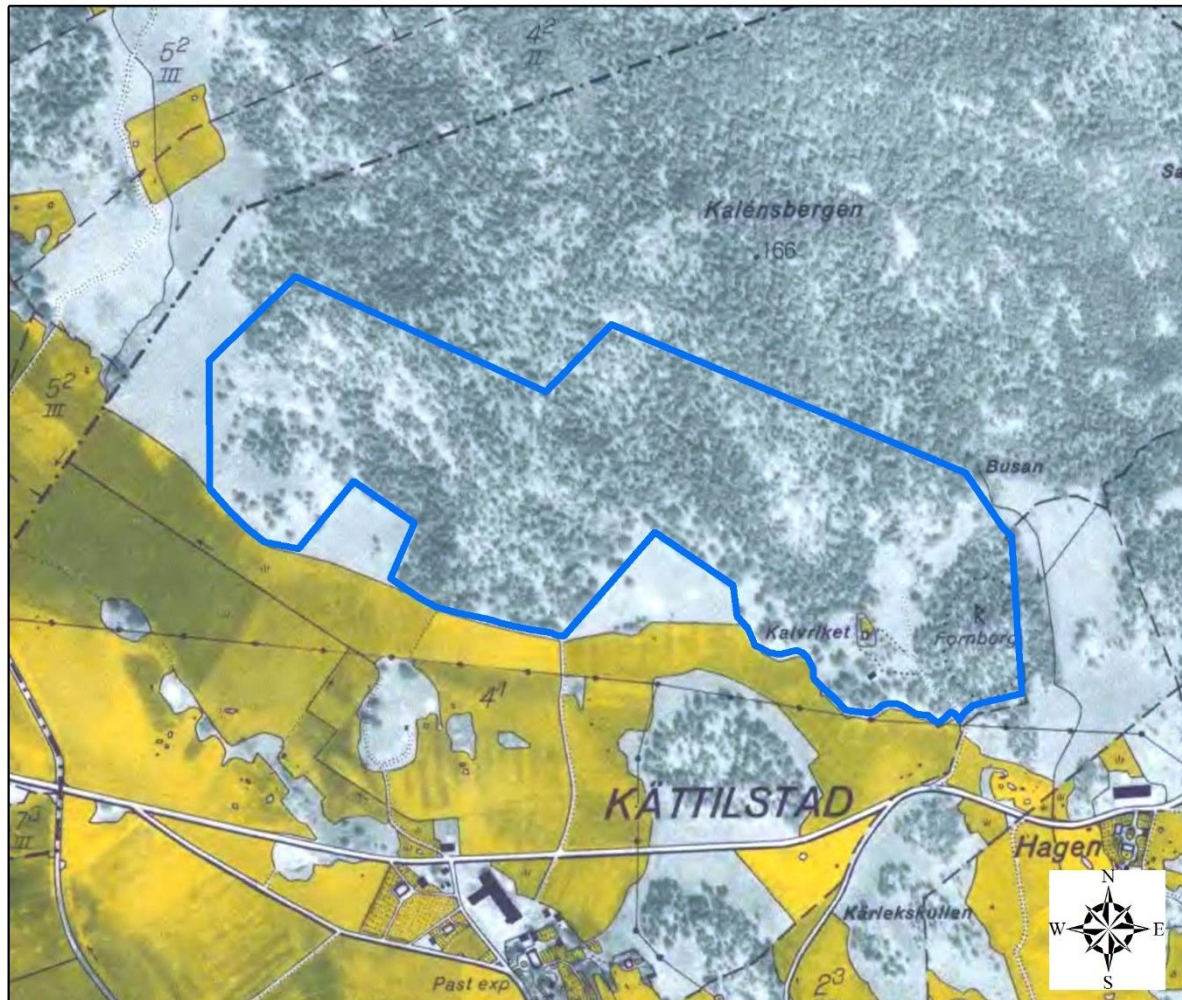 5²
III
4²
II
Kalénsbergen
.166
Sa
5²
III
Busan
R
Kalvriket
Fornborg
4¹
KÄTTILSTAD
7³
III
Hagen
Kärlekskullen
2³
Past exp
N
W
E
S